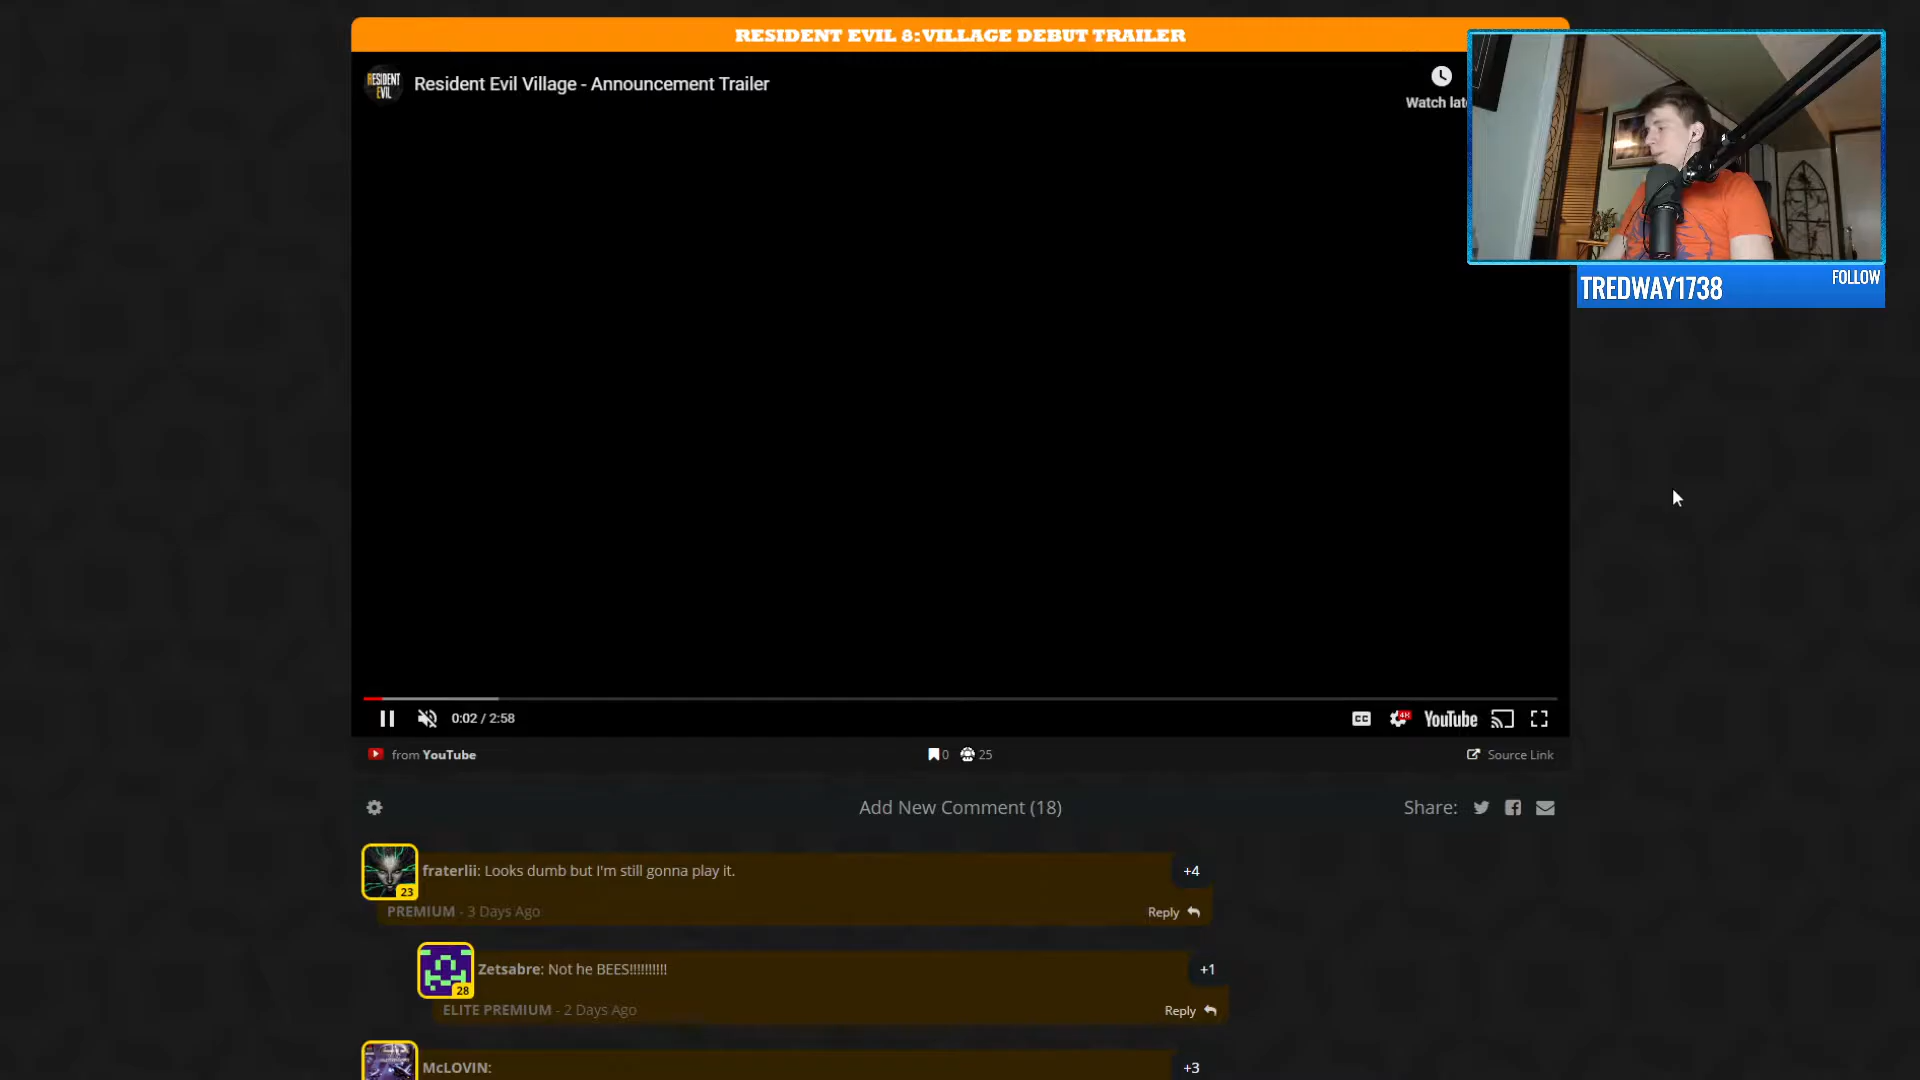 RESIDENT EVIL 8: VILLAGE DEBUT TRAILER
RESIDENT EVIL
Resident Evil Village - Announcement Trailer
Watch late
TREDWAY1738
FOLLOW
0:02 / 2:58
CC
4K
YouTube
from YouTube
0
25
Source Link
Add New Comment (18)
Share:
23
fraterlii: Looks dumb but I'm still gonna play it.
+4
PREMIUM - 3 Days Ago
Reply
28
Zetsabre: Not he BEES!!!!!!!!!!
+1
ELITE PREMIUM - 2 Days Ago
Reply
McLOVIN:
+3